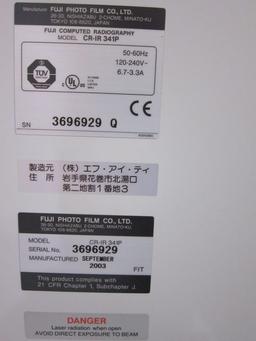 Manufacturer FUJI PHOTO FILM CO., LTD.
26-30, NISHIAZABU 2-CHOME, MINATO-KU
TOKYO 106-8620, JAPAN
FUJI COMPUTED RADIOGRAPHY
MODEL CR-IR 341P
50-60Hz
120-240V~
6.7-3.3A
TÜV
UL
CE
SN 3696929 Q
製造元 (株) エフ・アイ・ティ
住 所 岩手県花巻市北湯口
第二地割1番地3
FUJI PHOTO FILM CO., LTD.
26-30, NISHIAZABU 2-CHOME, MINATO-KU,
TOKYO 106-8620, JAPAN
MODEL CR-IR 341P
SERIAL No. 3696929
MANUFACTURED SEPTEMBER
2003 FIT
This product complies with
21 CFR Chapter 1, Subchapter J.
DANGER
Laser radiation when open
AVOID DIRECT EXPOSURE TO BEAM